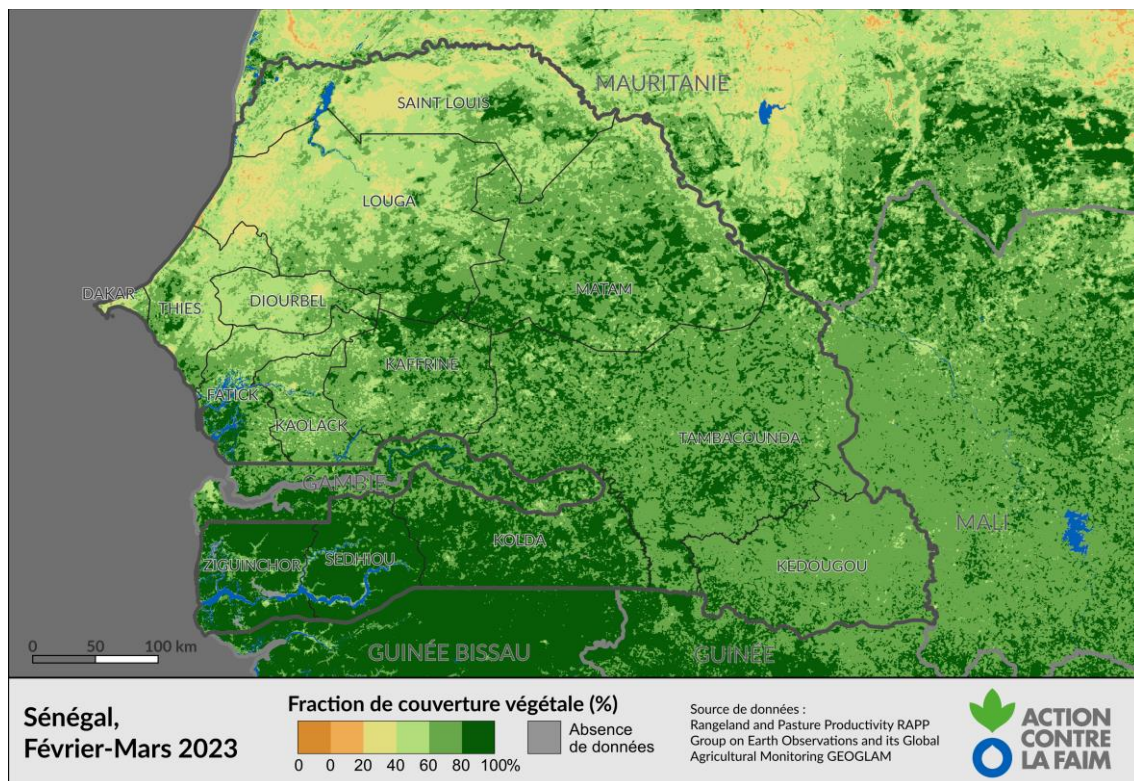 MAURITANIE
SAINT LOUIS
LOUGA
DAKAR
THIES
DIOURBEL
MATAM
KAFFRINE
FATICK
KAOLACK
TAMBACOUNDA
GAMBIE
ZIGUINCHOR
SEDHIOU
KOLDA
KEDOUGOU
MALI
GUINÉE BISSAU
GUINÉE
0 50 100 km
Sénégal,
Février-Mars 2023
Fraction de couverture végétale (%)
0 0 20 40 60 80 100%
Absence
de données
Source de données :
Rangeland and Pasture Productivity RAPP
Group on Earth Observations and its Global
Agricultural Monitoring GEOGLAM
ACTION
CONTRE
LA FAIM